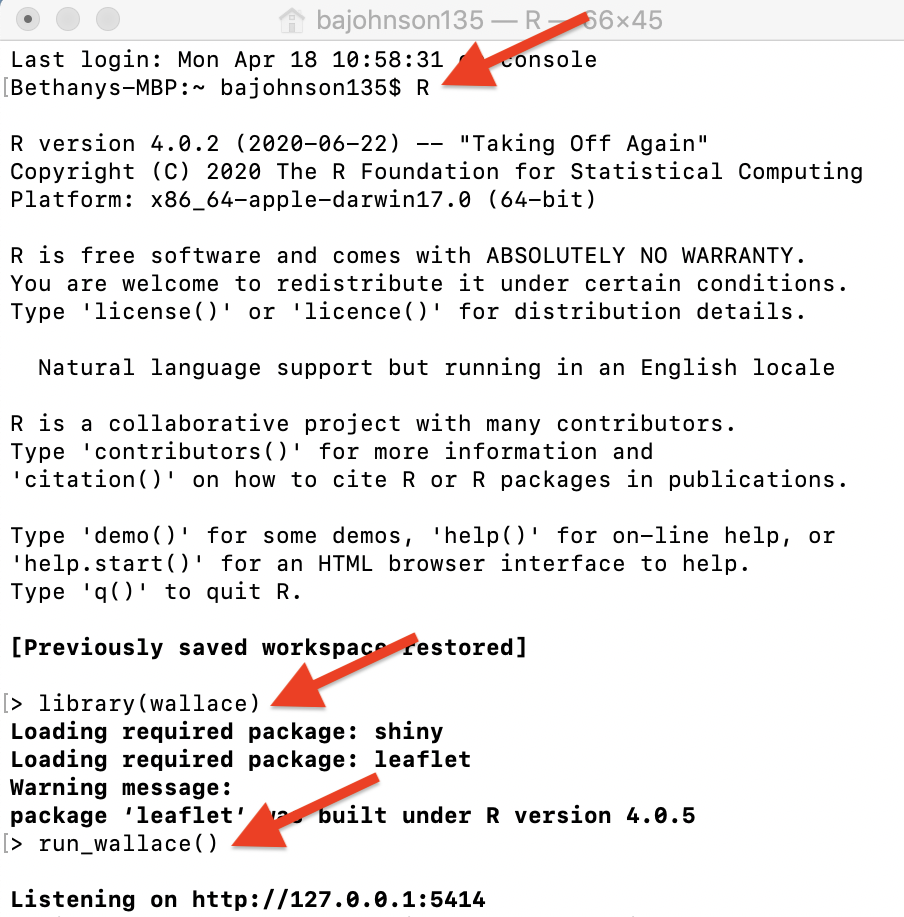 bajohnson135 — R — 66×45
Last login: Mon Apr 18 10:58:31 console
Bethanys-MBP:~ bajohnson135$ R
R version 4.0.2 (2020-06-22) -- "Taking Off Again"
Copyright (C) 2020 The R Foundation for Statistical Computing
Platform: x86_64-apple-darwin17.0 (64-bit)
R is free software and comes with ABSOLUTELY NO WARRANTY.
You are welcome to redistribute it under certain conditions.
Type 'license()' or 'licence()' for distribution details.
Natural language support but running in an English locale
R is a collaborative project with many contributors.
Type 'contributors()' for more information and
'citation()' on how to cite R or R packages in publications.
Type 'demo()' for some demos, 'help()' for on-line help, or
'help.start()' for an HTML browser interface to help.
Type 'q()' to quit R.
[Previously saved workspace restored]
> library(wallace)
Loading required package: shiny
Loading required package: leaflet
Warning message:
package ‘leaflet’ was built under R version 4.0.5
> run_wallace()
Listening on http://127.0.0.1:5414